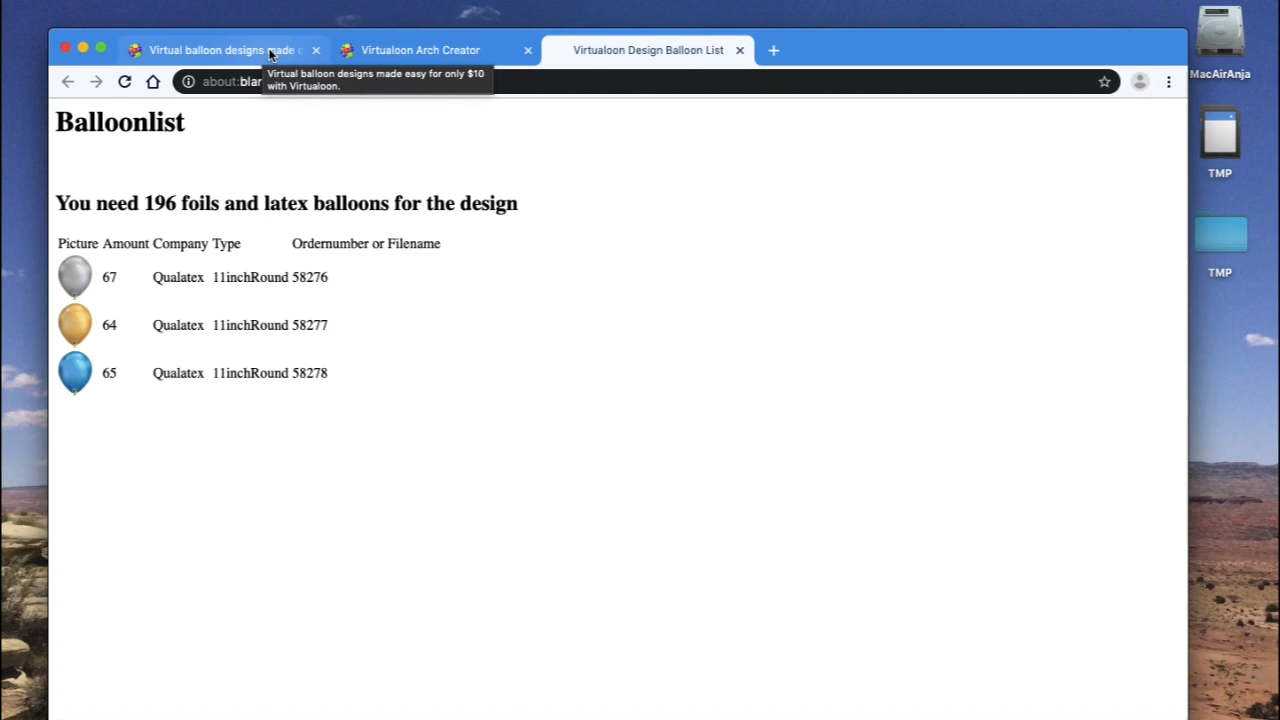 Virtual balloon designs made e
Virtualoon Arch Creator
Virtualoon Design Balloon List
about:blan
Virtual balloon designs made easy for only $10
with Virtualoon.
MacAirAnja
TMP
TMP
Balloonlist
You need 196 foils and latex balloons for the design
Picture Amount Company Type Ordernumber or Filename
67 Qualatex 11inchRound 58276
64 Qualatex 11inchRound 58277
65 Qualatex 11inchRound 58278